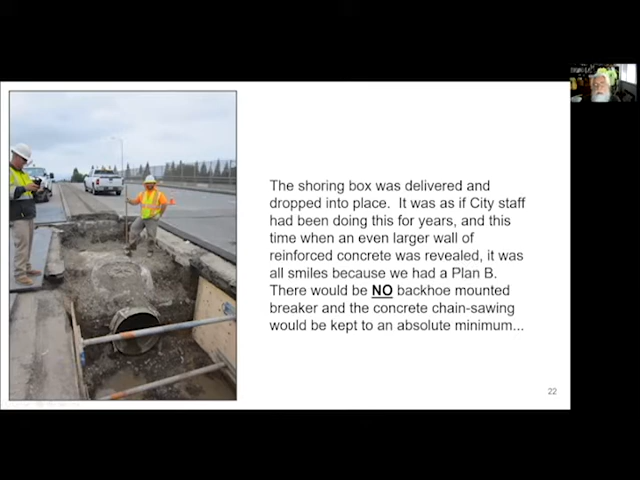 The shoring box was delivered and
dropped into place.  It was as if City staff
had been doing this for years, and this
time when an even larger wall of
reinforced concrete was revealed, it was
all smiles because we had a Plan B.
There would be NO backhoe mounted
breaker and the concrete chain-sawing
would be kept to an absolute minimum...
22